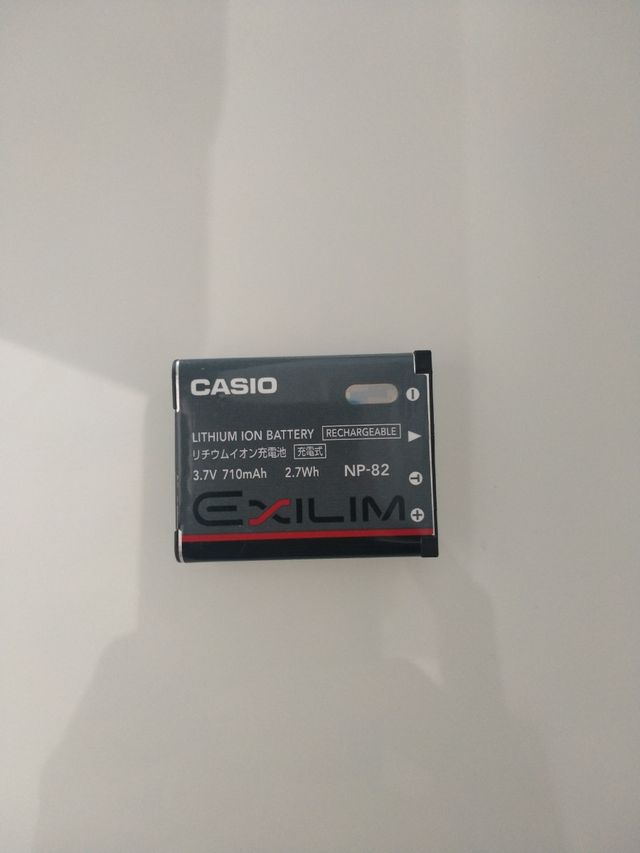 CASIO
LITHIUM ION BATTERY RECHARGEABLE
リチウムイオン充電池 充電式
3.7V 710mAh 2.7Wh NP-82
EXILIM